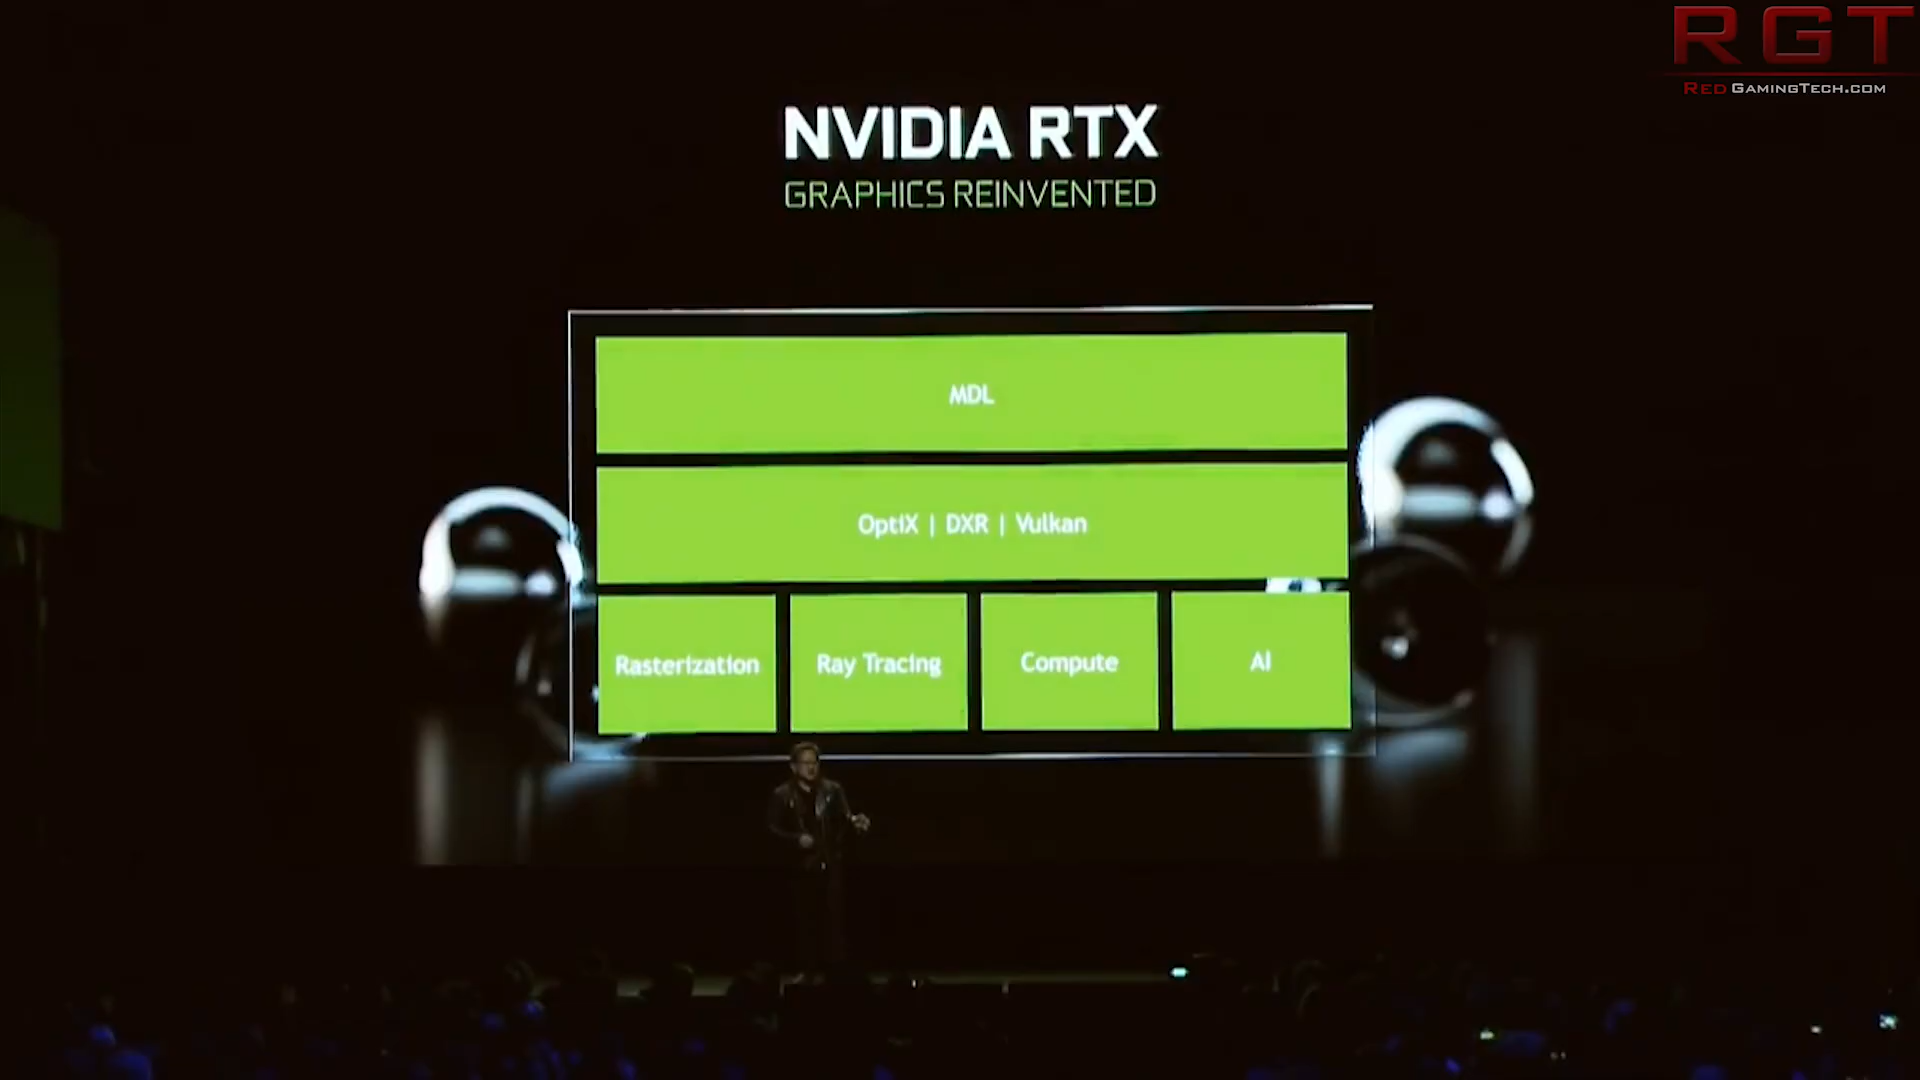 RGT
RedGamingTech.com
NVIDIA RTX
GRAPHICS REINVENTED
MDL
OptiX | DXR | Vulkan
Rasterization
Ray Tracing
Compute
AI